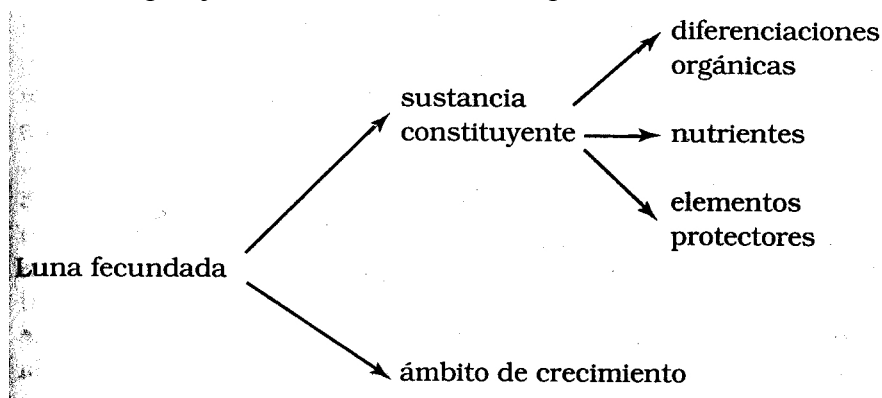 diferenciaciones
orgánicas
sustancia
constituyente
nutrientes
elementos
protectores
Luna fecundada
ámbito de crecimiento